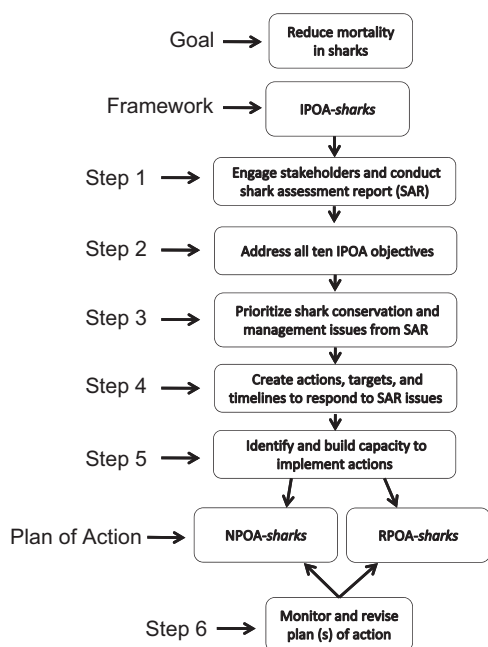 Goal
Reduce mortality
in sharks
Framework
IPOA-sharks
Step 1
Engage stakeholders and conduct
shark assessment report (SAR)
Step 2
Address all ten IPOA objectives
Step 3
Prioritize shark conservation and
management issues from SAR
Step 4
Create actions, targets, and
timelines to respond to SAR issues
Step 5
Identify and build capacity to
implement actions
Plan of Action
NPOA-sharks
RPOA-sharks
Step 6
Monitor and revise
plan (s) of action